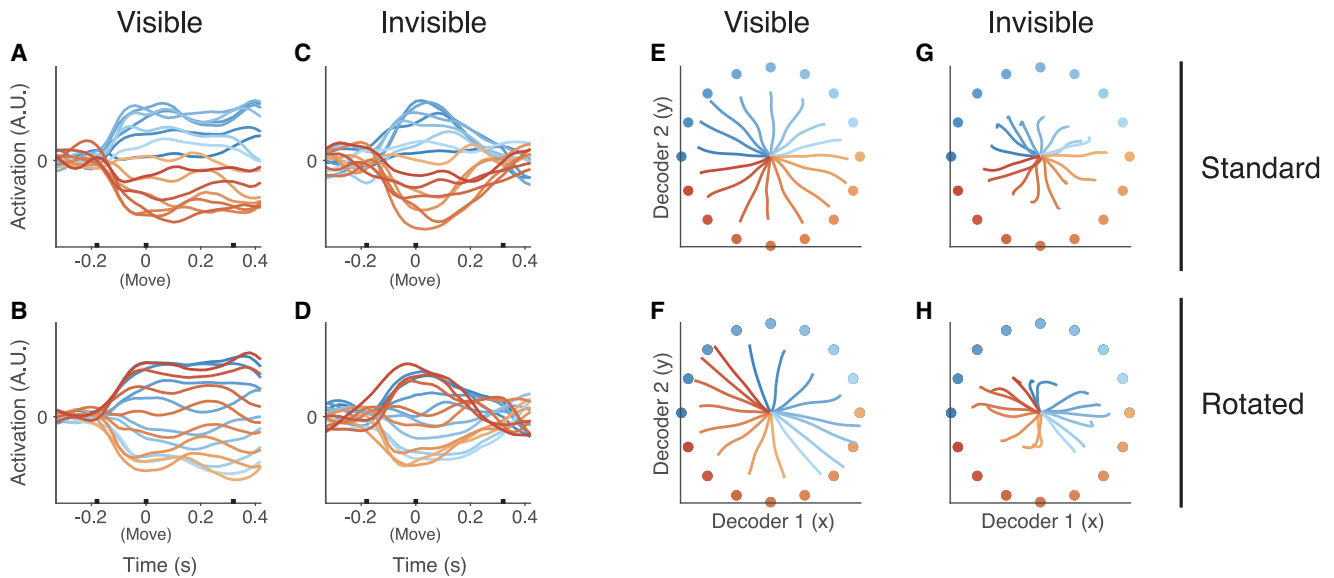 Visible
Invisible
Visible
Invisible
A
C
E
G
Activation (A.U.)
0
-0.2
0
0.2
0.4
(Move)
0
-0.2
0
0.2
0.4
(Move)
Decoder 2 (y)
Standard
B
D
F
H
Activation (A.U.)
0
-0.2
0
0.2
0.4
(Move)
Time (s)
0
-0.2
0
0.2
0.4
(Move)
Time (s)
Decoder 2 (y)
Decoder 1 (x)
Decoder 1 (x)
Rotated